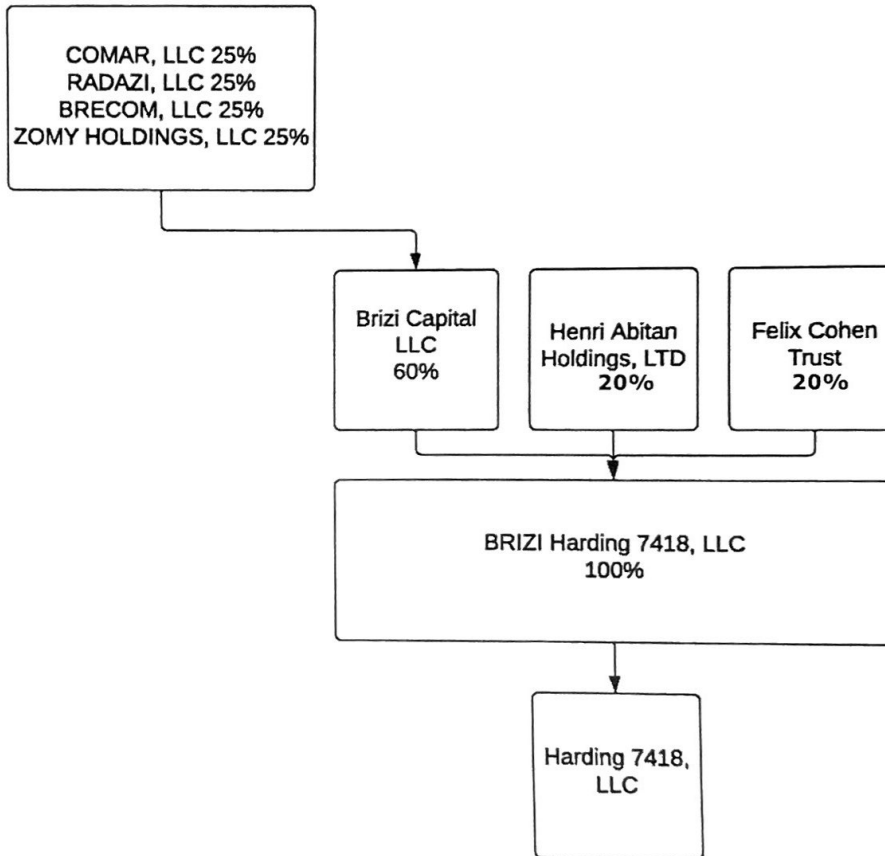 COMAR, LLC 25%
RADAZI, LLC 25%
BRECOM, LLC 25%
ZOMY HOLDINGS, LLC 25%
Brizi Capital
LLC
60%
Henri Abitan
Holdings, LTD
20%
Felix Cohen
Trust
20%
BRIZI Harding 7418, LLC
100%
Harding 7418,
LLC